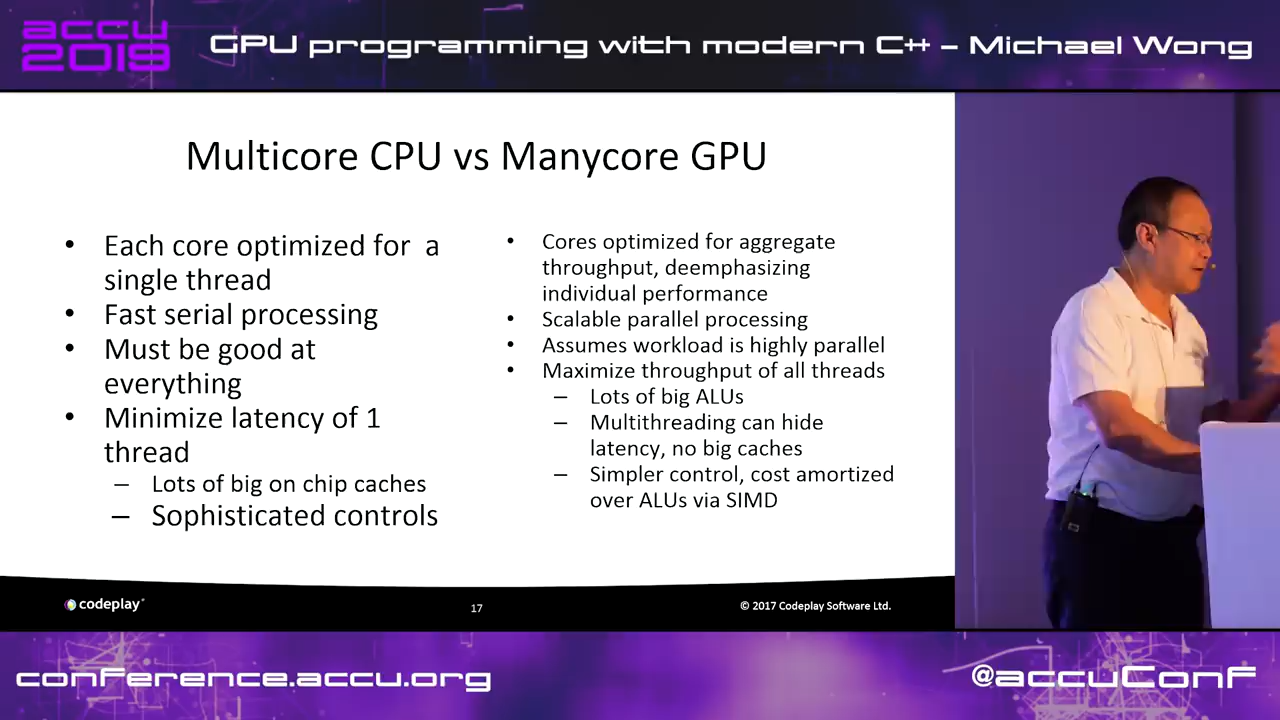 accu
2019
GPU programming with modern C++ – Michael Wong
Multicore CPU vs Manycore GPU
• Each core optimized for a
single thread
• Fast serial processing
• Must be good at
everything
• Minimize latency of 1
thread
– Lots of big on chip caches
– Sophisticated controls
• Cores optimized for aggregate
throughput, deemphasizing
individual performance
• Scalable parallel processing
• Assumes workload is highly parallel
• Maximize throughput of all threads
– Lots of big ALUs
– Multithreading can hide
latency, no big caches
– Simpler control, cost amortized
over ALUs via SIMD
codeplay
17
© 2017 Codeplay Software Ltd.
conference.accu.org
@accuConf